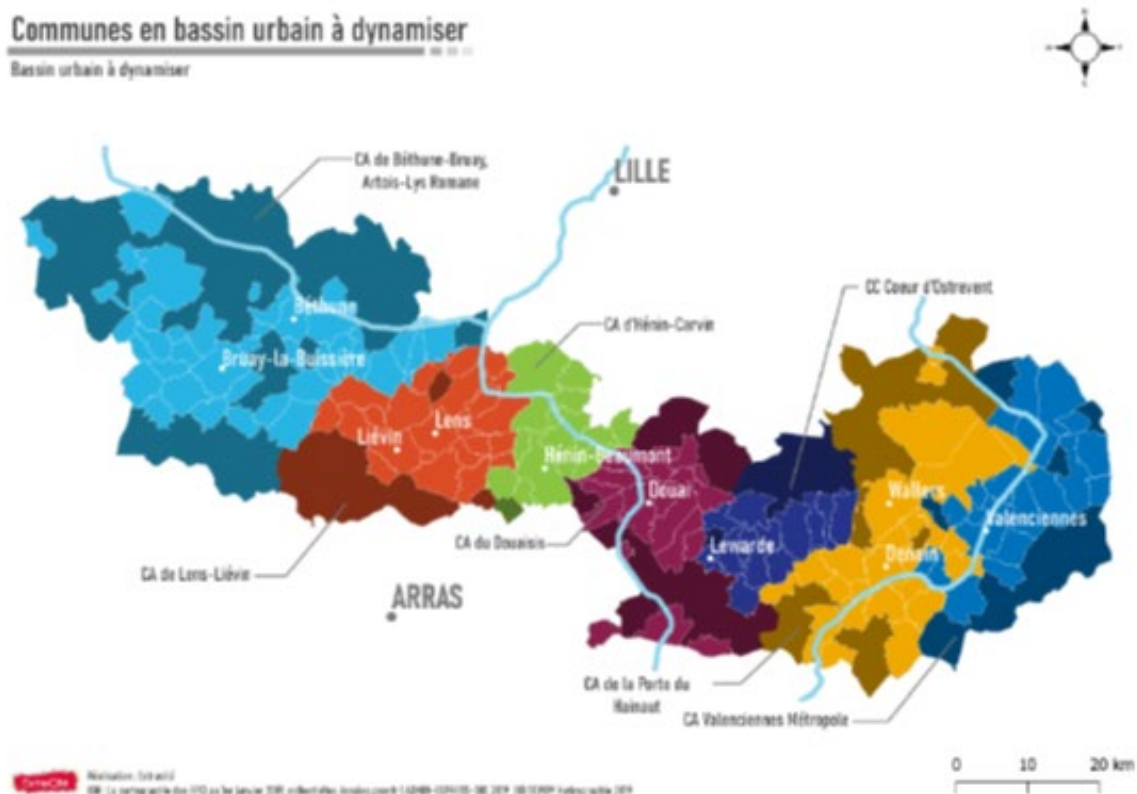 Communes en bassin urbain à dynamiser
Bassin urbain à dynamiser
CA de Béthune-Bruay,
Artois-Lys Romane
LILLE
CC Coeur d'Ostrevent
Béthune
CA d'Hénin-Carvin
Bruay-la-Buissière
Lens
Liévin
Hénin-Beaumont
Douai
Wallers
Valenciennes
CA du Douaisis
Lewarde
Denain
CA de Lens-Liévin
ARRAS
CA de la Porte du
Hainaut
CA Valenciennes Métropole
0 10 20 km